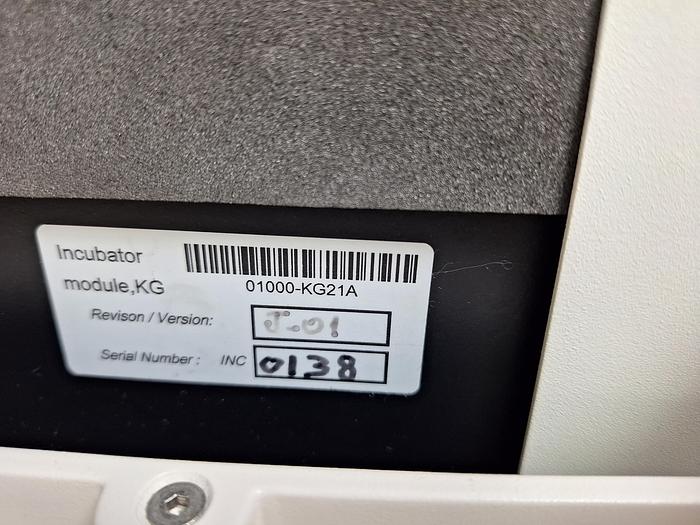 Incubator
module,KG
01000-KG21A
Revison / Version: J-01
Serial Number : INC 0138